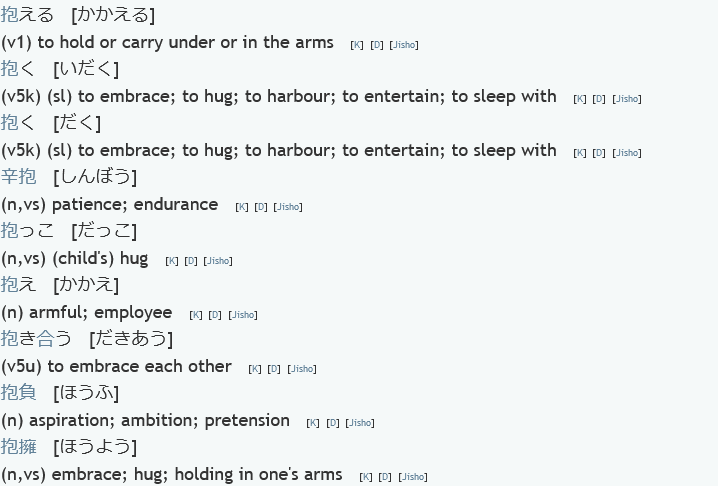 抱える [かかえる]
(v1) to hold or carry under or in the arms [K] [D] [Jisho]
抱く [いだく]
(v5k) (sl) to embrace; to hug; to harbour; to entertain; to sleep with [K] [D] [Jisho]
抱く [だく]
(v5k) (sl) to embrace; to hug; to harbour; to entertain; to sleep with [K] [D] [Jisho]
辛抱 [しんぼう]
(n,vs) patience; endurance [K] [D] [Jisho]
抱っこ [だっこ]
(n,vs) (child's) hug [K] [D] [Jisho]
抱え [かかえ]
(n) armful; employee [K] [D] [Jisho]
抱き合う [だきあう]
(v5u) to embrace each other [K] [D] [Jisho]
抱負 [ほうふ]
(n) aspiration; ambition; pretension [K] [D] [Jisho]
抱擁 [ほうよう]
(n,vs) embrace; hug; holding in one's arms [K] [D] [Jisho]